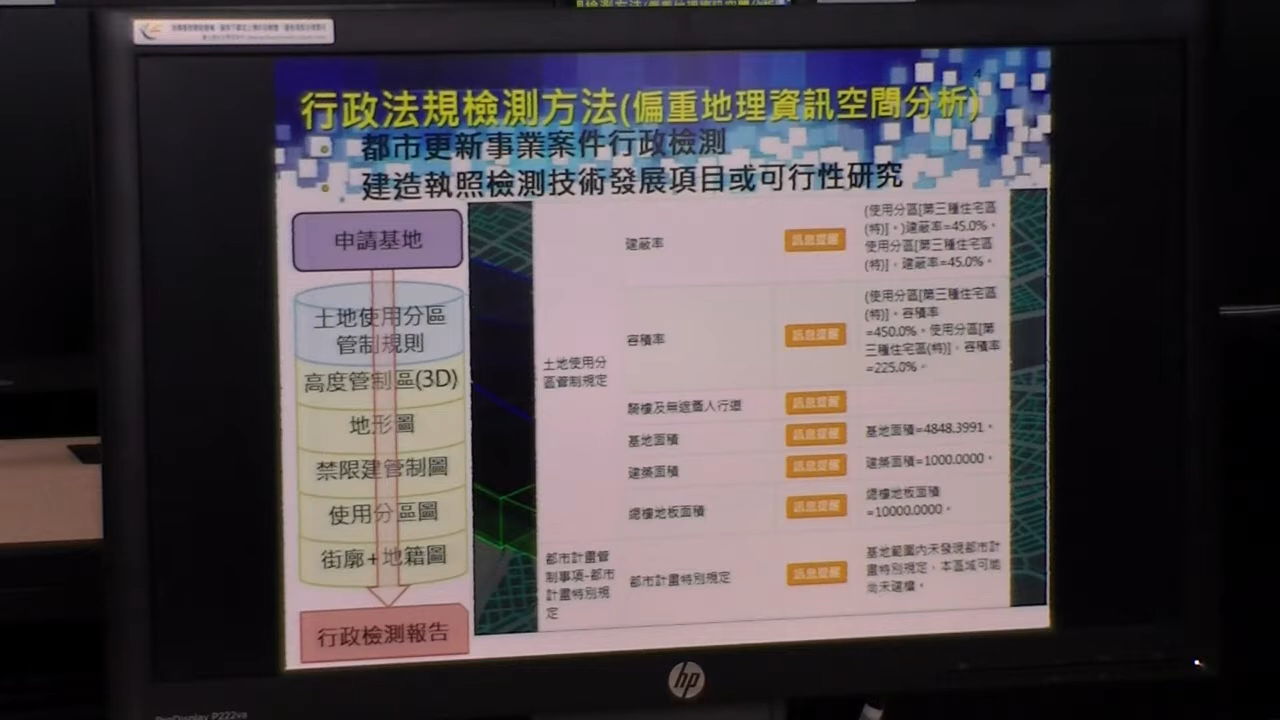 4
行政法規檢測方法(偏重地理資訊空間分析)
都市更新事業案件行政檢測
建造執照檢測技術發展項目或可行性研究
申請基地
土地使用分區
管制規則
高度管制區(3D)
地形圖
禁限建管制圖
使用分區圖
街廓+地籍圖
行政檢測報告
土地使用分
區管制規定
建蔽率
訊息提醒
(使用分區[第三種住宅區
(特)]。)建蔽率=45.0%。
使用分區[第三種住宅區
(特)]。建蔽率=45.0%。
容積率
訊息提醒
(使用分區[第三種住宅區
(特)]。容積率
=450.0%。使用分區[第
三種住宅區(特)]。容積率
=225.0%。
騎樓及無遮簷人行道
訊息提醒
基地面積
訊息提醒
基地面積=4848.3991。
建築面積
訊息提醒
建築面積=1000.0000。
總樓地板面積
訊息提醒
總樓地板面積
=10000.0000。
都市計畫管
制事項-都市
計畫特別規
定
都市計畫特別規定
訊息提醒
基地範圍內未發現都市計
畫特別規定，本區域可能
尚未建檔。
hp
ProDisplay P222va